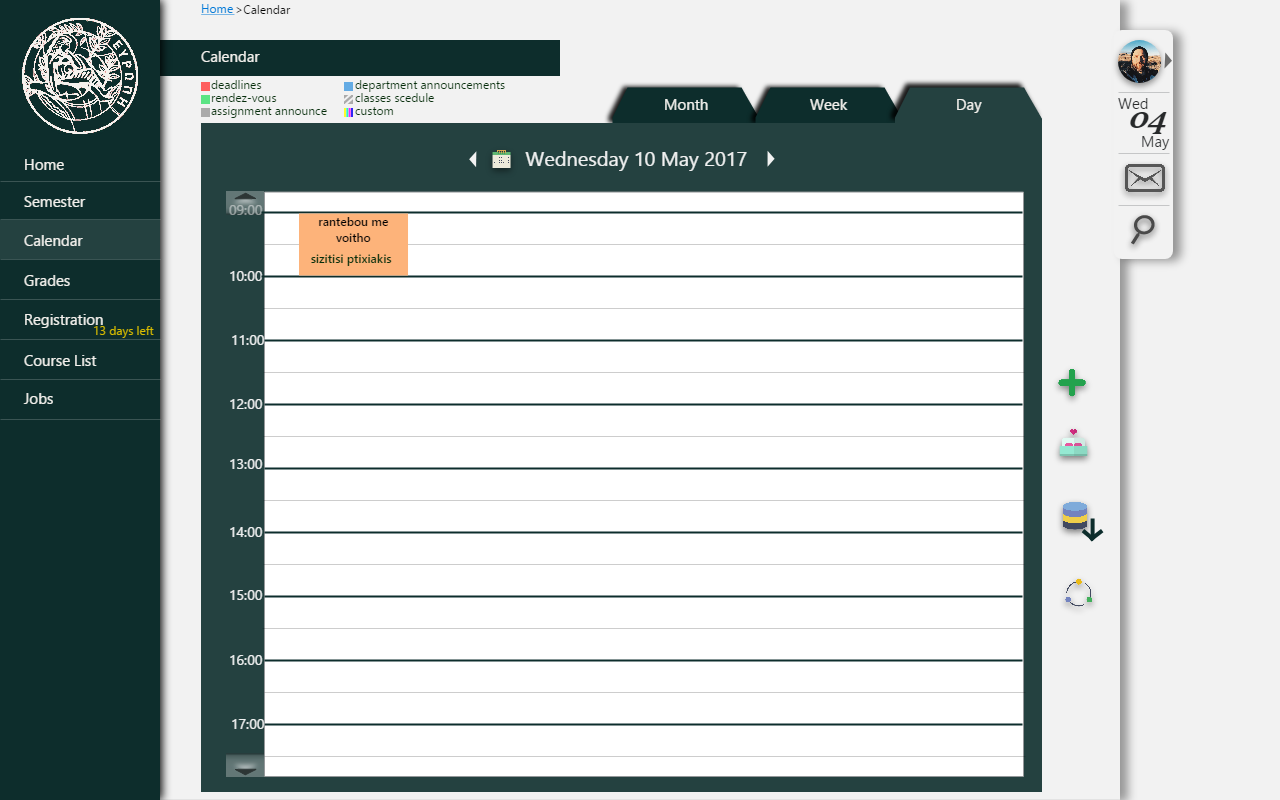 ΕΥΡΩΠΗ
Home >Calendar
Calendar
deadlines
department announcements
rendez-vous
classes scedule
assignment announce
custom
Month
Week
Day
Wednesday 10 May 2017
Home
Semester
Calendar
Grades
Registration
13 days left
Course List
Jobs
09:00
rantebou me
voitho
sizitisi ptixiakis
10:00
11:00
12:00
13:00
14:00
15:00
16:00
17:00
Wed
04
May